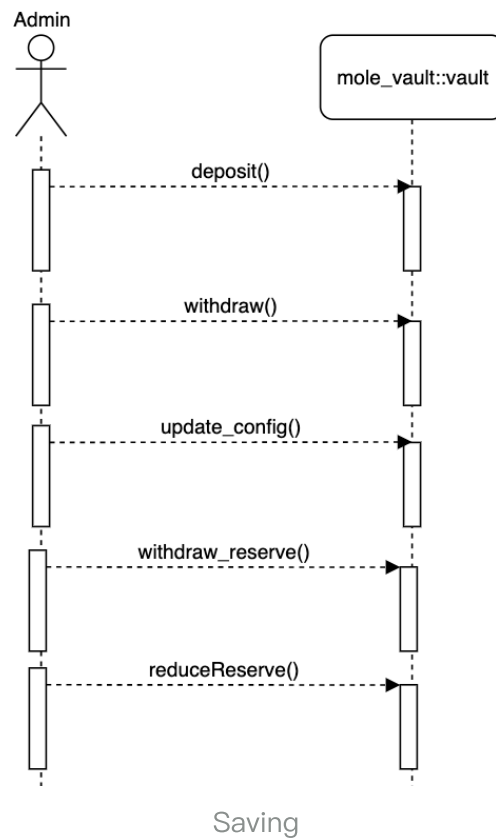 Admin
mole_vault::vault
deposit()
withdraw()
update_config()
withdraw_reserve()
reduceReserve()
Saving